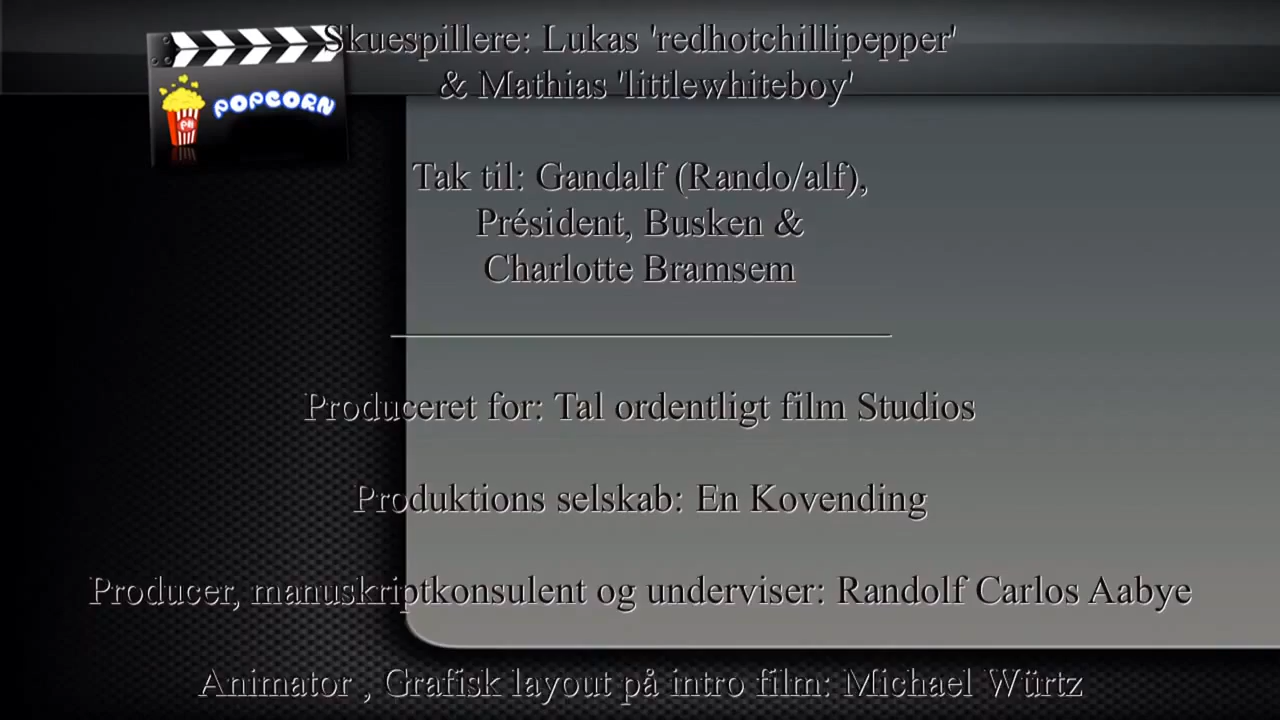 Skuespillere: Lukas 'redhotchillipepper'
& Mathias 'littlewhiteboy'
POPCORN
PN
Tak til: Gandalf (Rando/alf),
Président, Busken &
Charlotte Bramsem
Produceret for: Tal ordentligt film Studios
Produktions selskab: En Kovending
Producer, manuskriptkonsulent og underviser: Randolf Carlos Aabye
Animator , Grafisk layout på intro film: Michael Würtz